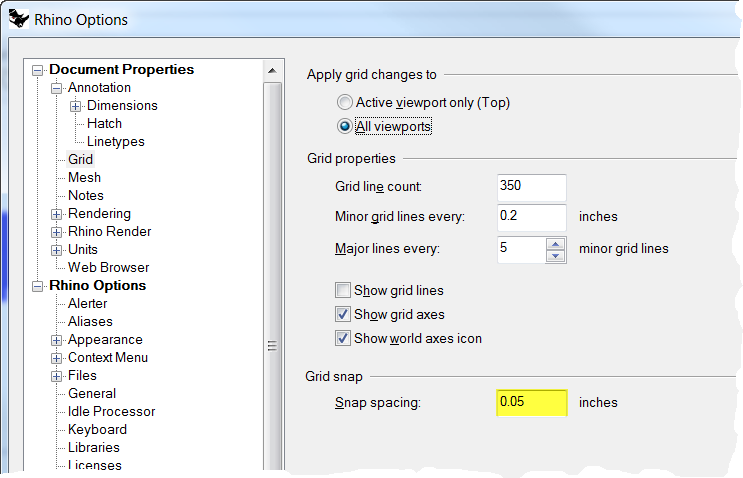 Rhino Options
Document Properties
Annotation
Dimensions
Hatch
Linetypes
Grid
Mesh
Notes
Rendering
Rhino Render
Units
Web Browser
Rhino Options
Alerter
Aliases
Appearance
Context Menu
Files
General
Idle Processor
Keyboard
Libraries
Licenses
Apply grid changes to
Active viewport only (Top)
All viewports
Grid properties
Grid line count: 350
Minor grid lines every: 0.2 inches
Major lines every: 5 minor grid lines
Show grid lines
Show grid axes
Show world axes icon
Grid snap
Snap spacing: 0.05 inches